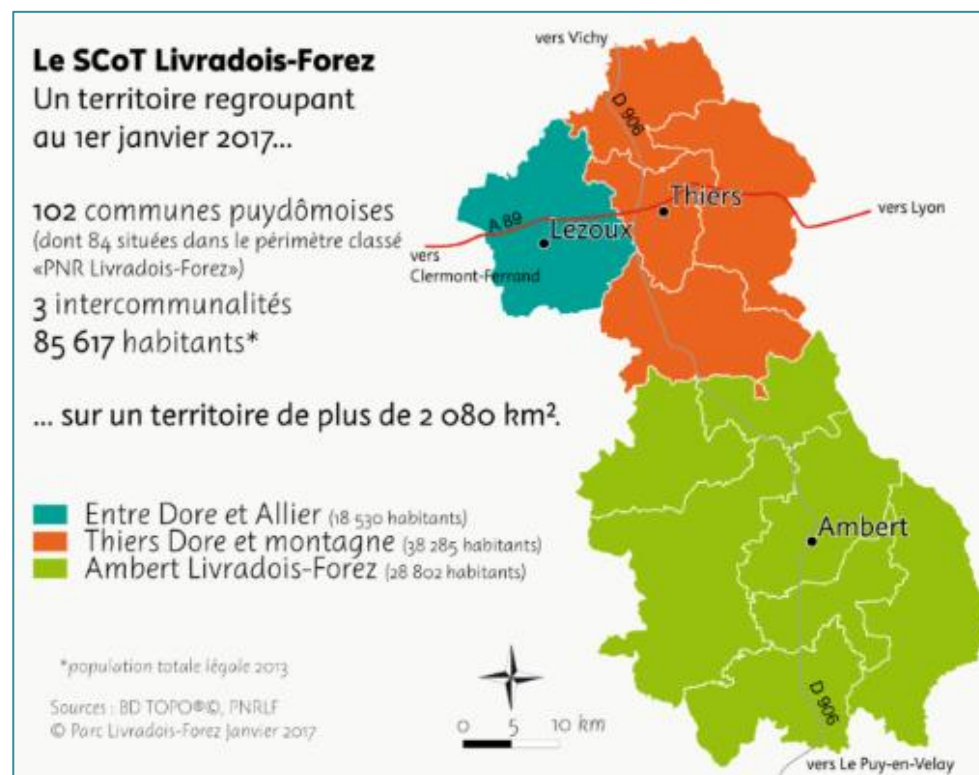 Le SCoT Livradois-Forez
Un territoire regroupant
au 1er janvier 2017...
102 communes puydômoises
(dont 84 situées dans le périmètre classé
«PNR Livradois-Forez»)
3 intercommunalités
85 617 habitants*
... sur un territoire de plus de 2 080 km².
Entre Dore et Allier (18 530 habitants)
Thiers Dore et montagne (38 285 habitants)
Ambert Livradois-Forez (28 802 habitants)
*population totale légale 2013
Sources : BD TOPO®©, PNRLF
© Parc Livradois-Forez Janvier 2017
0 5 10 km
vers Vichy
D 906
Thiers
vers Lyon
A 89
Lezoux
vers
Clermont-Ferrand
Ambert
D 906
vers Le Puy-en-Velay